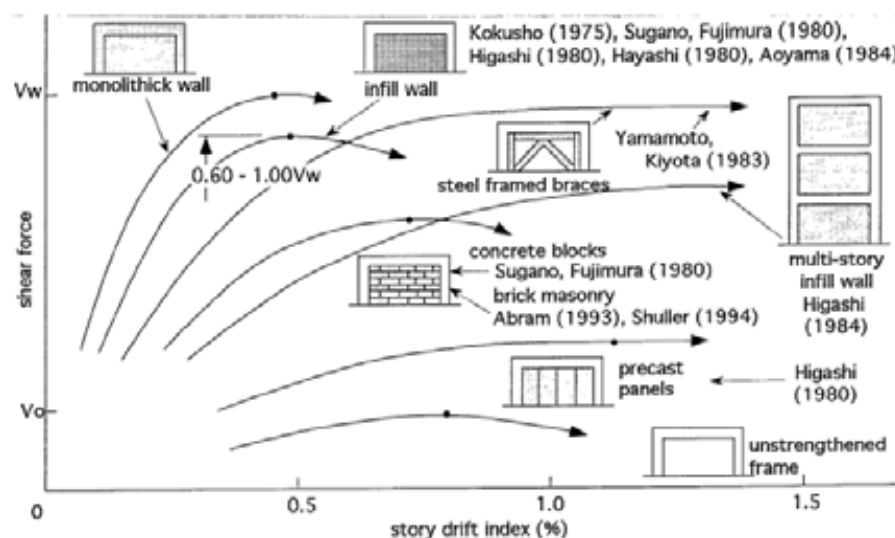 Kokusho (1975), Sugano, Fujimura (1980),
Higashi (1980), Hayashi (1980), Aoyama (1984)
monolithick wall
infill wall
Vw
0.60 - 1.00Vw
steel framed braces
Yamamoto,
Kiyota (1983)
multi-story
infill wall
Higashi
(1984)
concrete blocks
Sugano, Fujimura (1980)
brick masonry
Abram (1993), Shuller (1994)
shear force
precast
panels
Higashi
(1980)
Vo
unstrengthened
frame
0
0.5
1.0
1.5
story drift index (%)